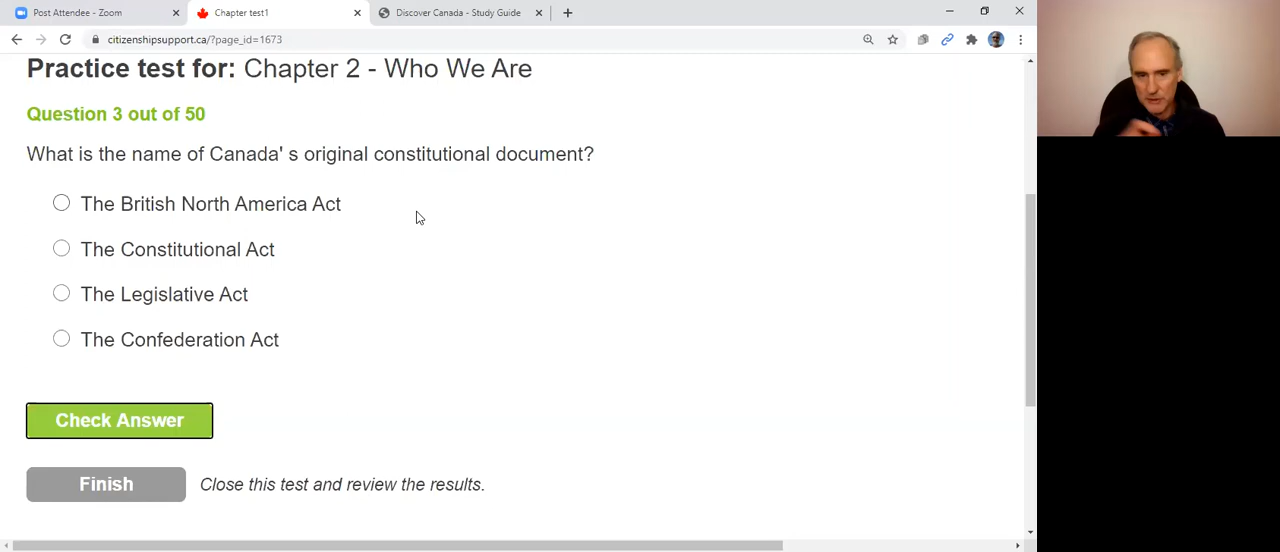 Post Attendee - Zoom
Chapter test1
Discover Canada - Study Guide
citizenshipsupport.ca/?page_id=1673
Practice test for: Chapter 2 - Who We Are
Question 3 out of 50
What is the name of Canada' s original constitutional document?
The British North America Act
The Constitutional Act
The Legislative Act
The Confederation Act
Check Answer
Finish
Close this test and review the results.